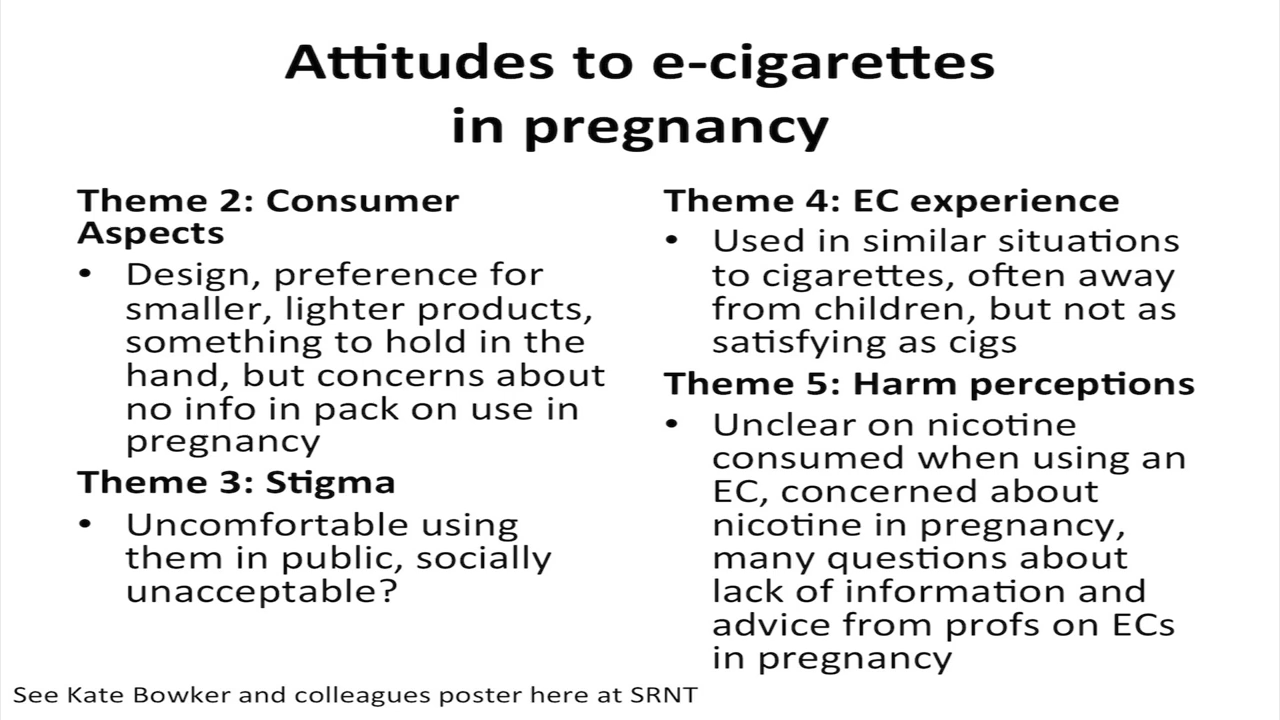 Attitudes to e-cigarettes
in pregnancy
Theme 2: Consumer
Aspects
• Design, preference for
smaller, lighter products,
something to hold in the
hand, but concerns about
no info in pack on use in
pregnancy
Theme 3: Stigma
• Uncomfortable using
them in public, socially
unacceptable?
Theme 4: EC experience
• Used in similar situations
to cigarettes, often away
from children, but not as
satisfying as cigs
Theme 5: Harm perceptions
• Unclear on nicotine
consumed when using an
EC, concerned about
nicotine in pregnancy,
many questions about
lack of information and
advice from profs on ECs
in pregnancy
See Kate Bowker and colleagues poster here at SRNT